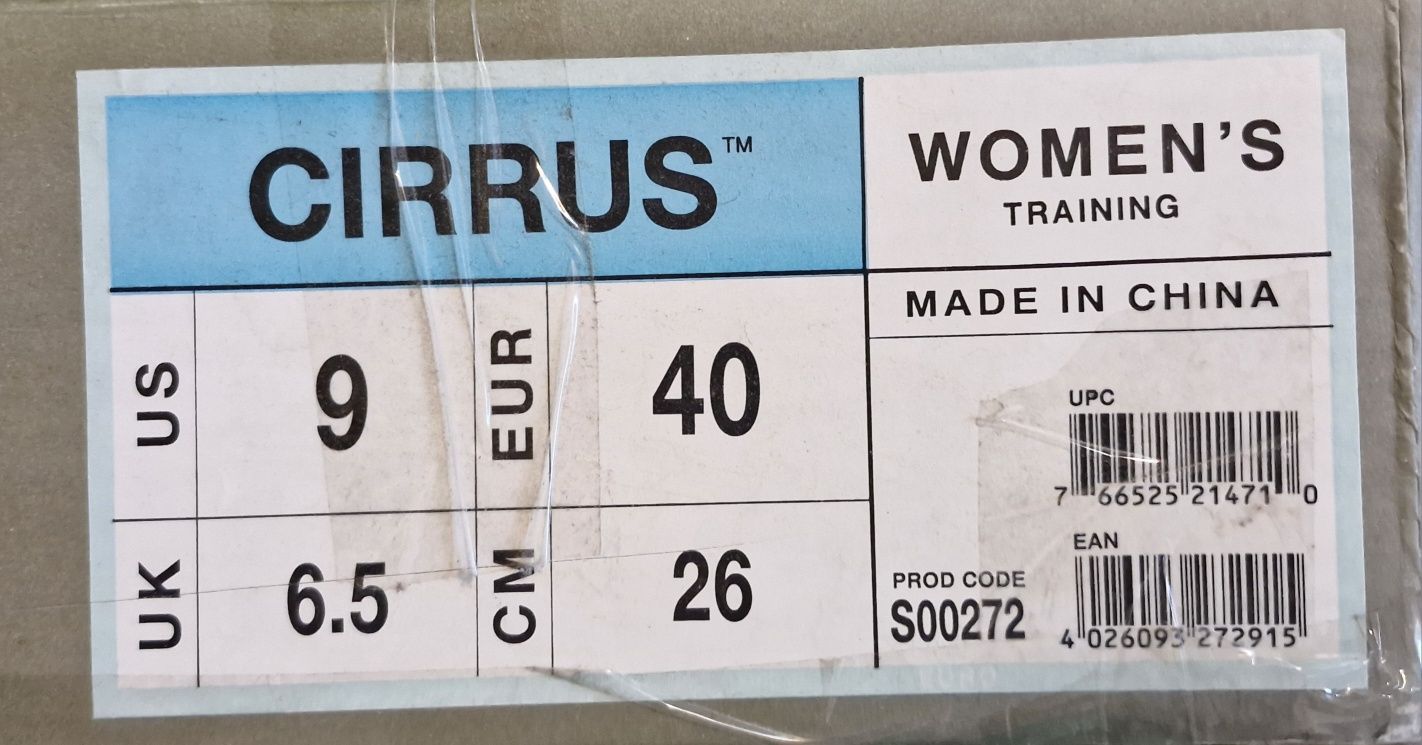 CIRRUS™
WOMEN'S
TRAINING
MADE IN CHINA
US 9
EUR 40
UK 6.5
CM 26
UPC
7 66525 21471 0
EAN
4 026093 272915
PROD CODE
S00272